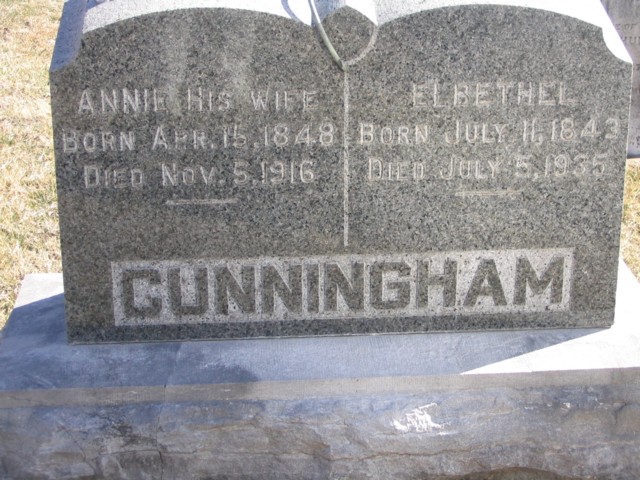 ANNIE HIS WIFE
BORN APR. 15, 1848
DIED NOV. 5, 1916
ELBETHEL
BORN JULY 11, 1843
DIED JULY 5, 1935
CUNNINGHAM